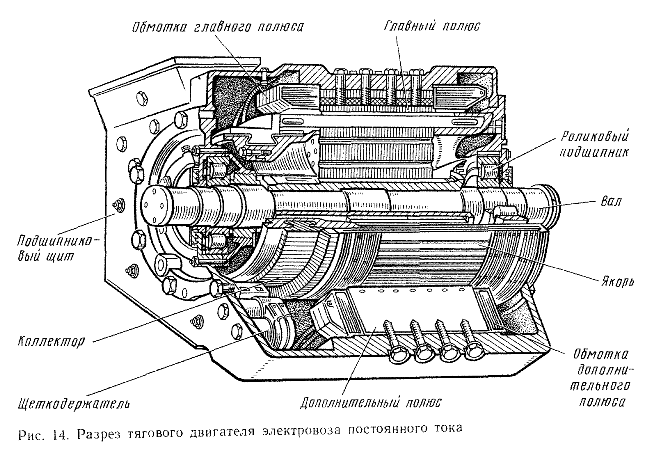 Обмотка главного полюса
Главный полюс
Роликовый
подшипник
Вал
Подшипнико-
вый щит
Якорь
Коллектор
Обмотка
дополни-
тельного
полюса
Щеткодержатель
Дополнительный полюс
Рис. 14. Разрез тягового двигателя электровоза постоянного тока